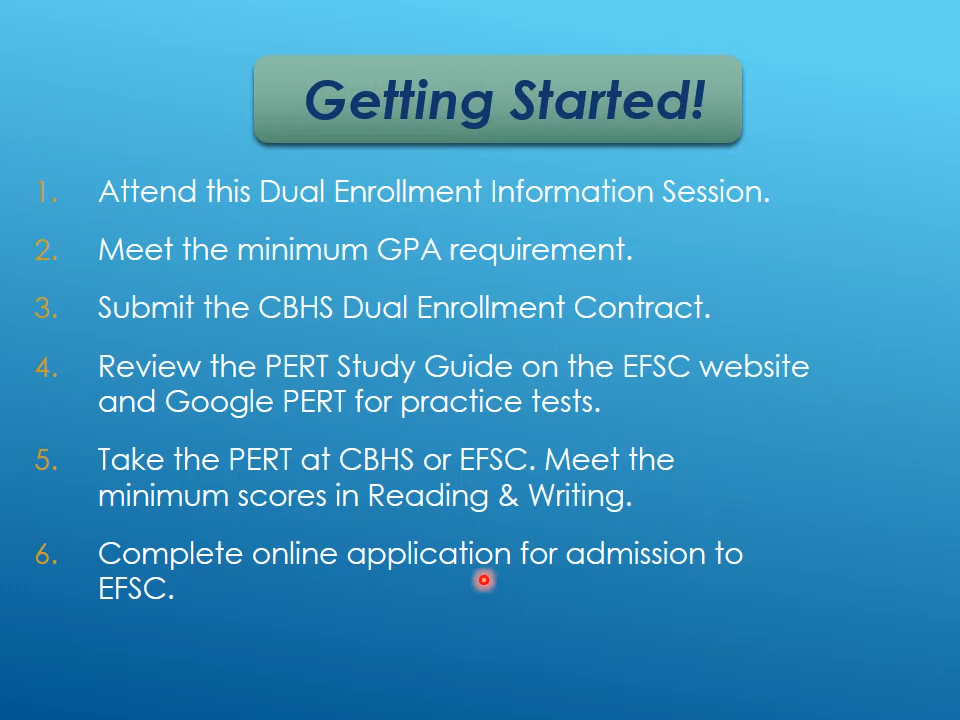 Getting Started!
1. Attend this Dual Enrollment Information Session.
2. Meet the minimum GPA requirement.
3. Submit the CBHS Dual Enrollment Contract.
4. Review the PERT Study Guide on the EFSC website
and Google PERT for practice tests.
5. Take the PERT at CBHS or EFSC. Meet the
minimum scores in Reading & Writing.
6. Complete online application for admission to
EFSC.